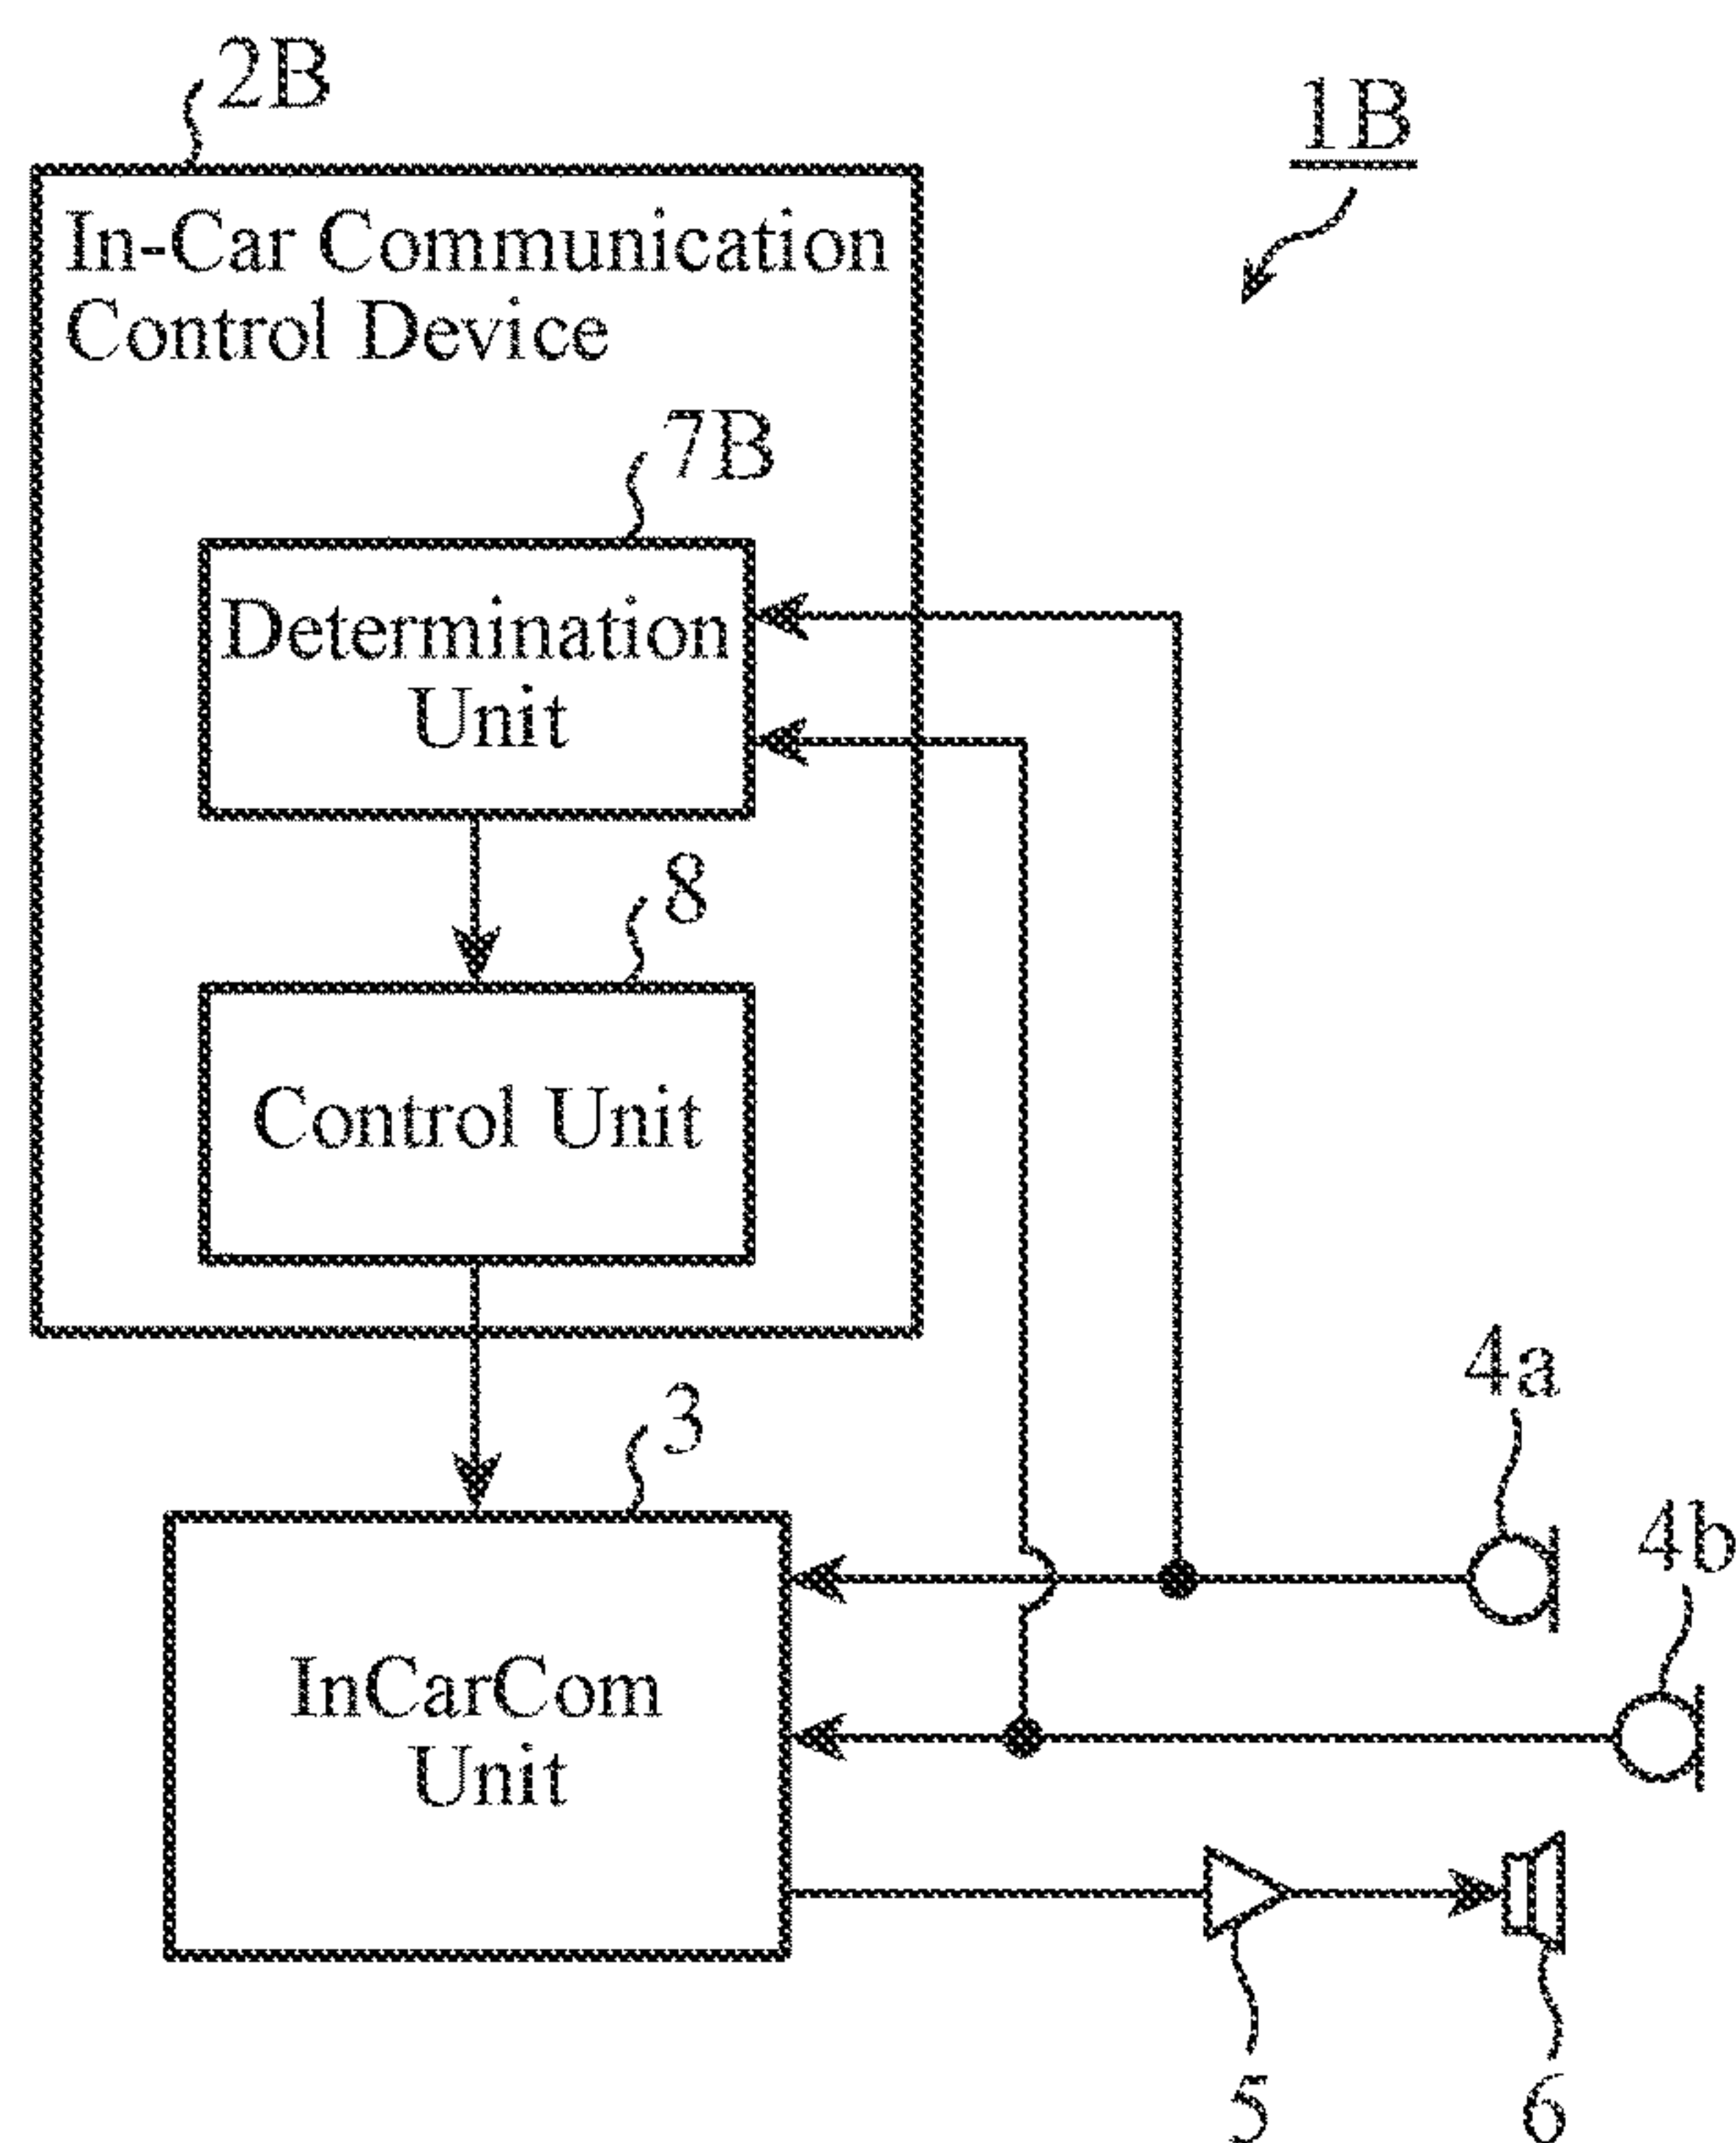 2B
1B
In-Car Communication
Control Device
7B
Determination
Unit
8
Control Unit
3
4a
4b
InCarCom
Unit
5
6